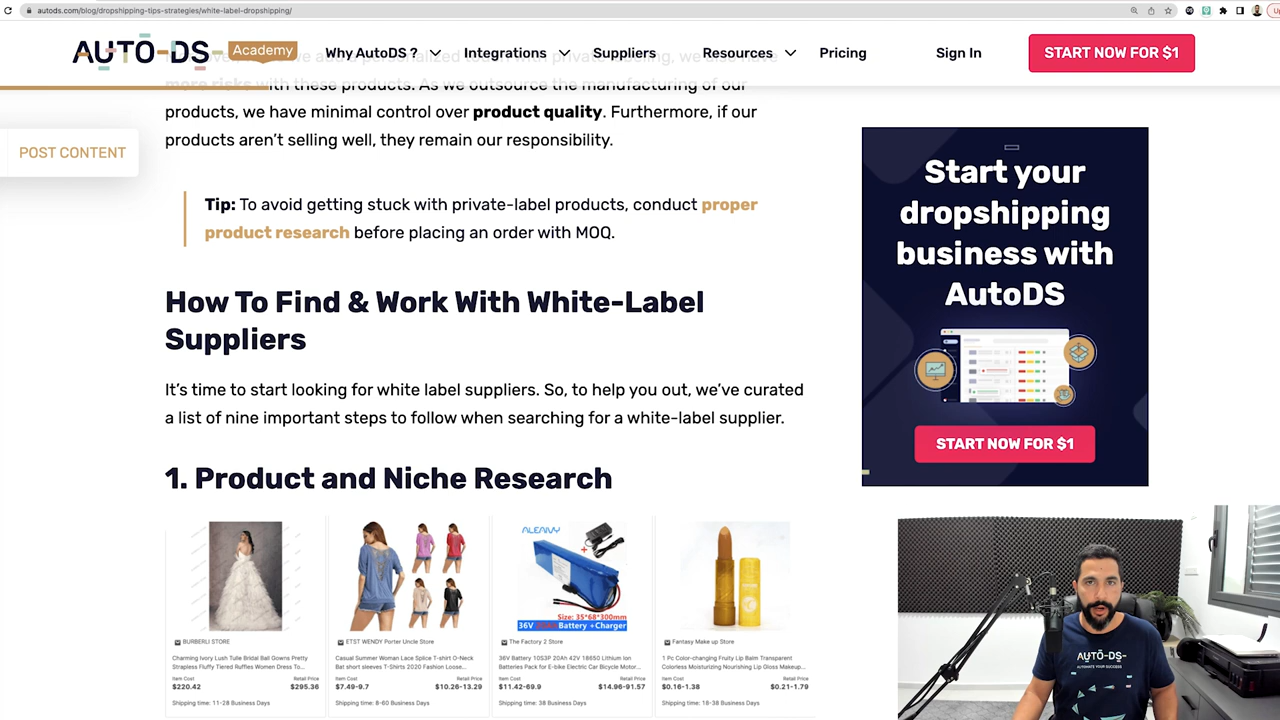 autods.com/blog/dropshipping-tips-strategies/white-label-dropshipping/
AUTO-DS- Academy
Why AutoDS ?
Integrations
Suppliers
Resources
Pricing
Sign In
START NOW FOR $1
more risks with these products. As we outsource the manufacturing of our
products, we have minimal control over product quality. Furthermore, if our
products aren't selling well, they remain our responsibility.
POST CONTENT
Tip: To avoid getting stuck with private-label products, conduct proper
product research before placing an order with MOQ.
How To Find & Work With White-Label
Suppliers
It's time to start looking for white label suppliers. So, to help you out, we've curated
a list of nine important steps to follow when searching for a white-label supplier.
1. Product and Niche Research
BURBERLI STORE
Charming Ivory Lush Tulle Bridal Ball Gowns Pretty
Strapless Fluffy Tiered Ruffles Women Dress To...
Item Cost Retail Price
$220.42 $295.36
Shipping time: 11-28 Business Days
ETST WENDY Porter Uncle Store
Casual Summer Woman Lace Splice T-shirt O-Neck
Bat short sleeves T-Shirts 2020 Fashion Loose...
Item Cost Retail Price
$7.49-9.7 $10.26-13.29
Shipping time: 8-60 Business Days
ALEAIVY
Size: 35*68*300mm
36V Battery +Charger
The Factory 2 Store
36V Battery 10S3P 20Ah 42V 18650 Lithium Ion
Batteries Pack for E-bike Electric Car Bicycle Motor...
Item Cost Retail Price
$11.42-69.9 $14.96-91.57
Shipping time: 38 Business Days
Fantasy Make up Store
1 Pc Color-changing Fruity Lip Balm Transparent
Colorless Moisturizing Nourishing Lip Gloss Makeup...
Item Cost Retail Price
$0.16-1.38 $0.21-1.79
Shipping time: 18-38 Business Days
Start your
dropshipping
business with
AutoDS
START NOW FOR $1
AUTO-DS-
AUTOMATE YOUR SUCCESS